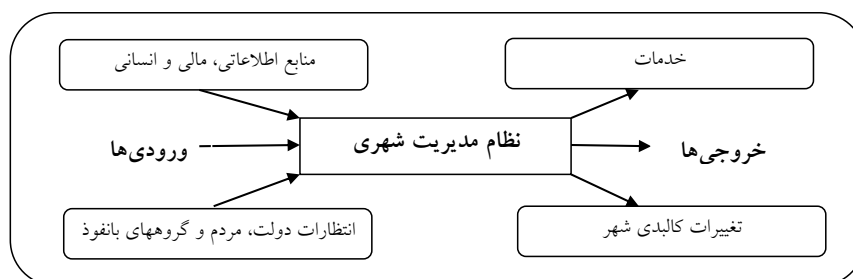 خدمات
منابع اطلاعاتی، مالی و انسانی
خروجی‌ها
نظام مدیریت شهری
ورودی‌ها
تغییرات کالبدی شهر
انتظارات دولت، مردم و گروههای بانفوذ